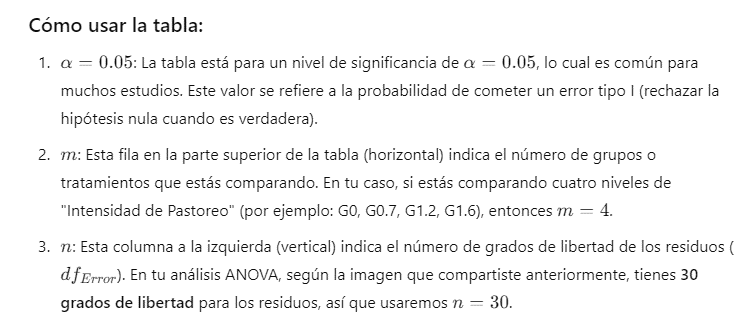 Cómo usar la tabla:
1. α = 0.05: La tabla está para un nivel de significancia de α = 0.05, lo cual es común para
muchos estudios. Este valor se refiere a la probabilidad de cometer un error tipo I (rechazar la
hipótesis nula cuando es verdadera).
2. m: Esta fila en la parte superior de la tabla (horizontal) indica el número de grupos o
tratamientos que estás comparando. En tu caso, si estás comparando cuatro niveles de
"Intensidad de Pastoreo" (por ejemplo: G0, G0.7, G1.2, G1.6), entonces m = 4.
3. n: Esta columna a la izquierda (vertical) indica el número de grados de libertad de los residuos (
df_Error). En tu análisis ANOVA, según la imagen que compartiste anteriormente, tienes 30
grados de libertad para los residuos, así que usaremos n = 30.